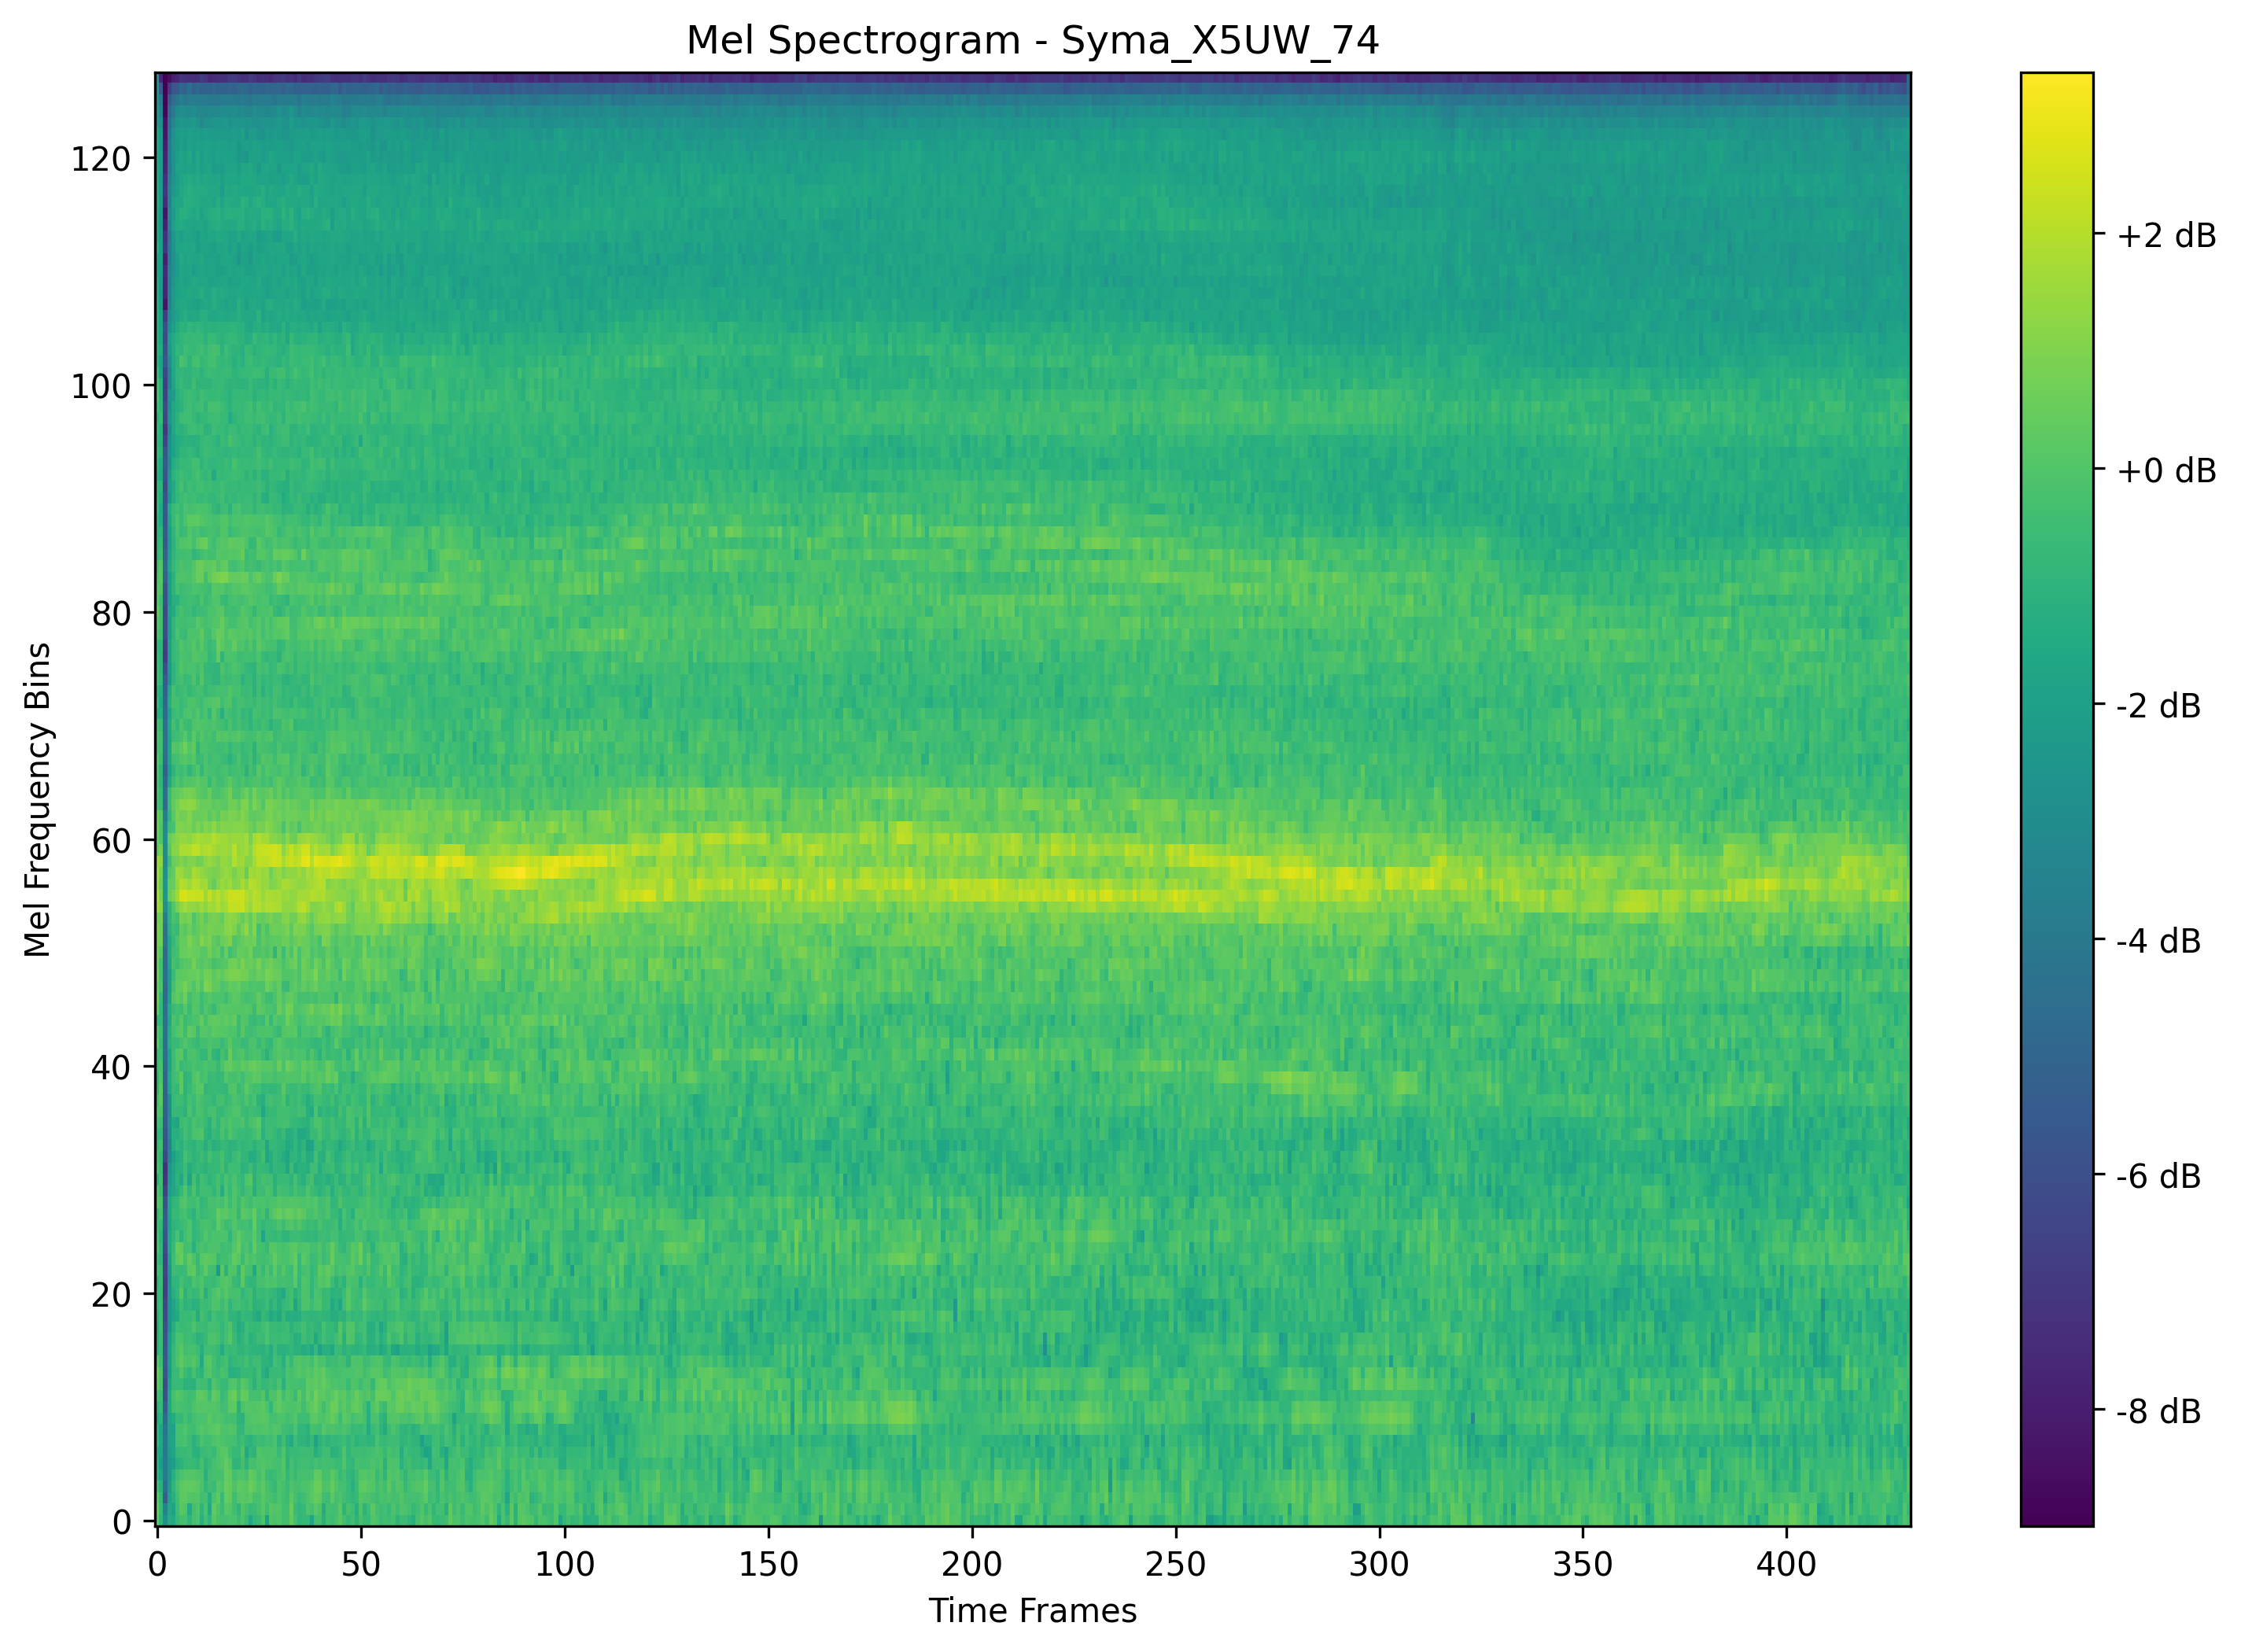 Mel Spectrogram - Syma_X5UW_74
Mel Frequency Bins
120
100
80
60
40
20
0
0 50 100 150 200 250 300 350 400
Time Frames
+2 dB
+0 dB
-2 dB
-4 dB
-6 dB
-8 dB